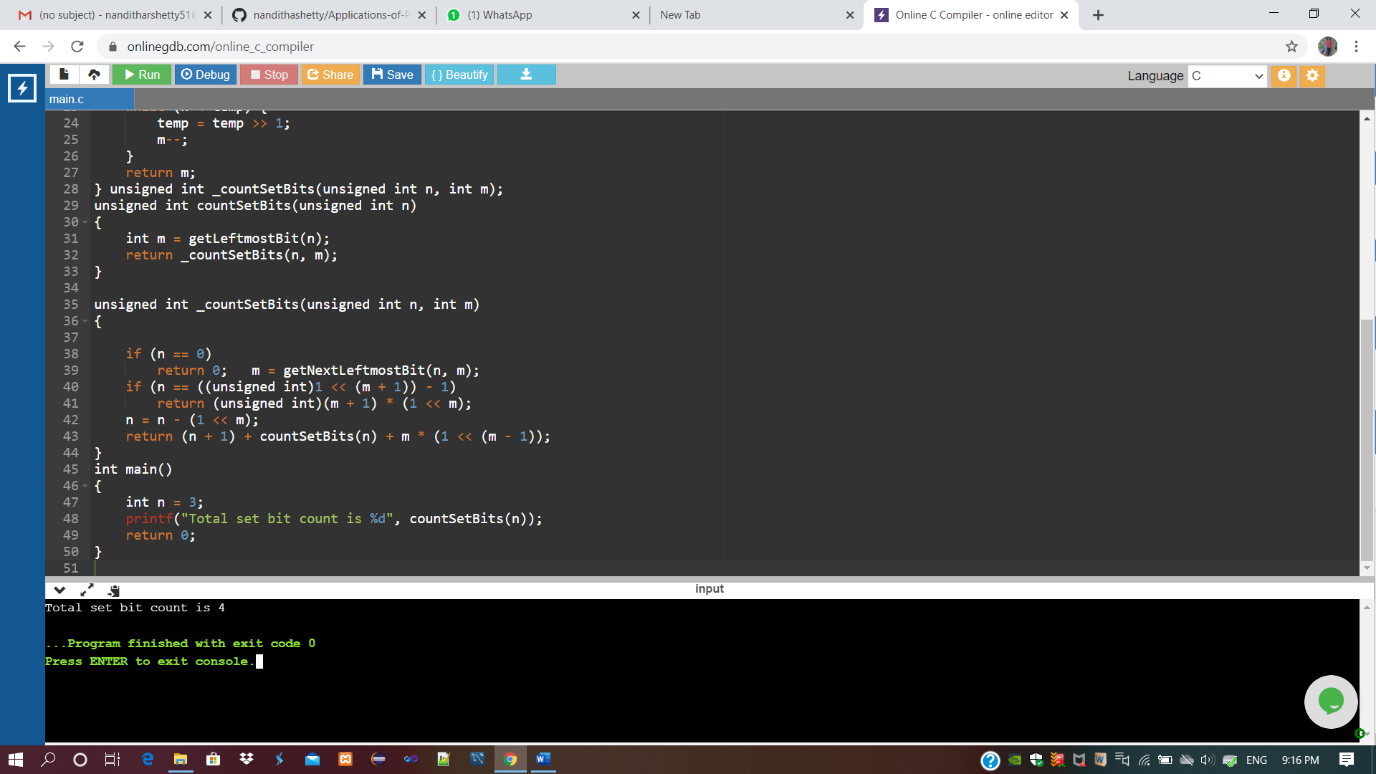 (no subject) - nanditharshetty516
nandithashetty/Applications-of-P
(1) WhatsApp
New Tab
Online C Compiler - online editor
onlinegdb.com/online_c_compiler
Run Debug Stop Share Save {} Beautify
Language C
main.c
24 temp = temp >> 1;
25 m--;
26 }
27 return m;
28 } unsigned int _countSetBits(unsigned int n, int m);
29 unsigned int countSetBits(unsigned int n)
30 {
31 int m = getLeftmostBit(n);
32 return _countSetBits(n, m);
33 }
34
35 unsigned int _countSetBits(unsigned int n, int m)
36 {
37
38 if (n == 0)
39 return 0;   m = getNextLeftmostBit(n, m);
40 if (n == ((unsigned int)1 << (m + 1)) - 1)
41 return (unsigned int)(m + 1) * (1 << m);
42 n = n - (1 << m);
43 return (n + 1) + countSetBits(n) + m * (1 << (m - 1));
44 }
45 int main()
46 {
47 int n = 3;
48 printf("Total set bit count is %d", countSetBits(n));
49 return 0;
50 }
51
input
Total set bit count is 4
...Program finished with exit code 0
Press ENTER to exit console.
ENG 9:16 PM